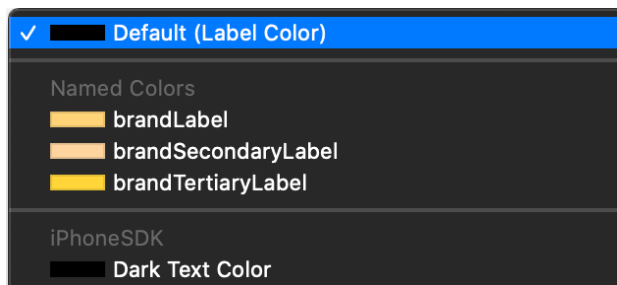 Default (Label Color)
Named Colors
brandLabel
brandSecondaryLabel
brandTertiaryLabel
iPhoneSDK
Dark Text Color